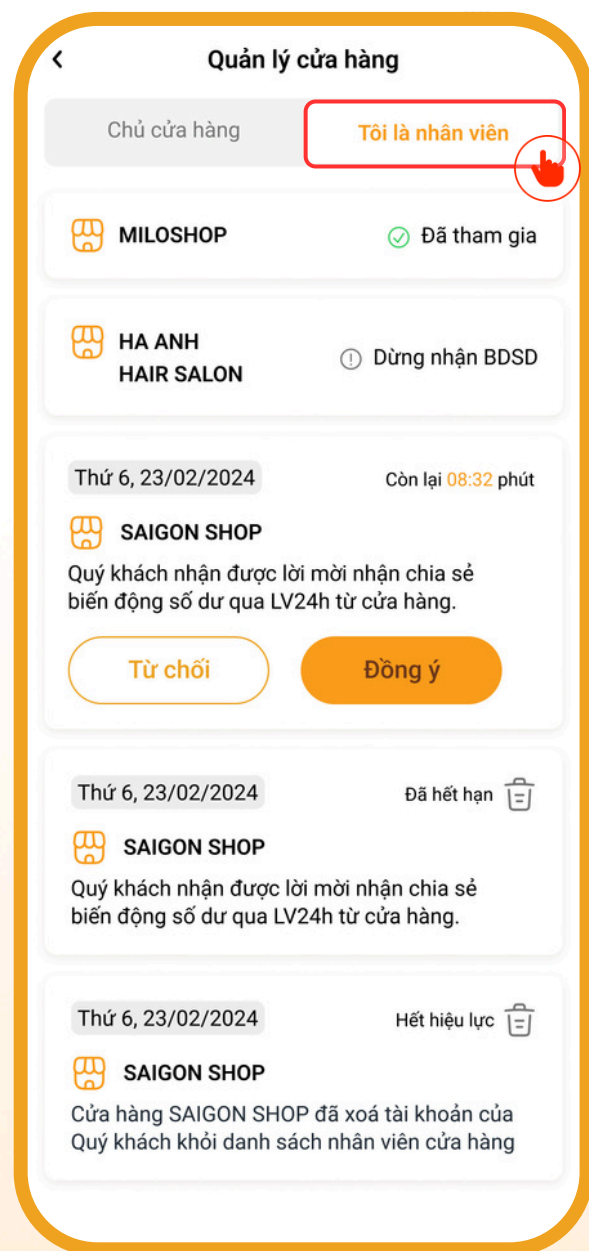 Quản lý cửa hàng
Chủ cửa hàng
Tôi là nhân viên
MILOSHOP
Đã tham gia
HA ANH
HAIR SALON
Dừng nhận BDSD
Thứ 6, 23/02/2024
Còn lại 08:32 phút
SAIGON SHOP
Quý khách nhận được lời mời nhận chia sẻ
biến động số dư qua LV24h từ cửa hàng.
Từ chối
Đồng ý
Thứ 6, 23/02/2024
Đã hết hạn
SAIGON SHOP
Quý khách nhận được lời mời nhận chia sẻ
biến động số dư qua LV24h từ cửa hàng.
Thứ 6, 23/02/2024
Hết hiệu lực
SAIGON SHOP
Cửa hàng SAIGON SHOP đã xoá tài khoản của
Quý khách khỏi danh sách nhân viên cửa hàng